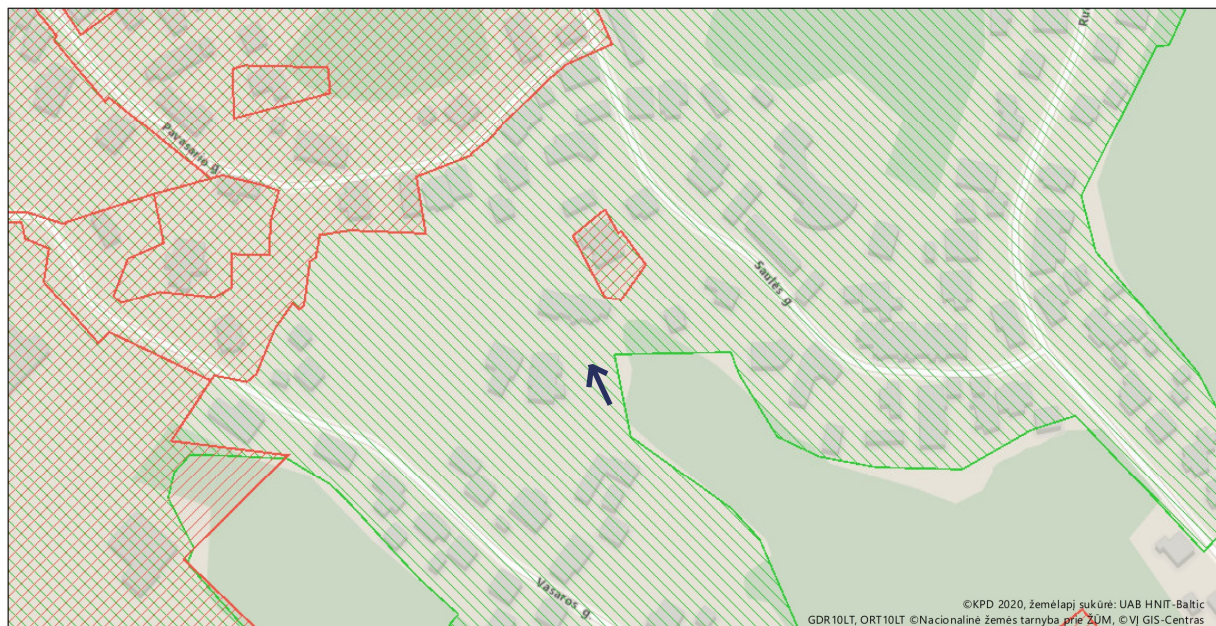 Ru
Pavasario g.
Saulės g.
Vasaros g.
©KPD 2020, žemėlapį sukūrė: UAB HNIT-Baltic
GDR10LT, ORT10LT ©Nacionalinė žemės tarnyba prie ŽŪM, ©VĮ GIS-Centras